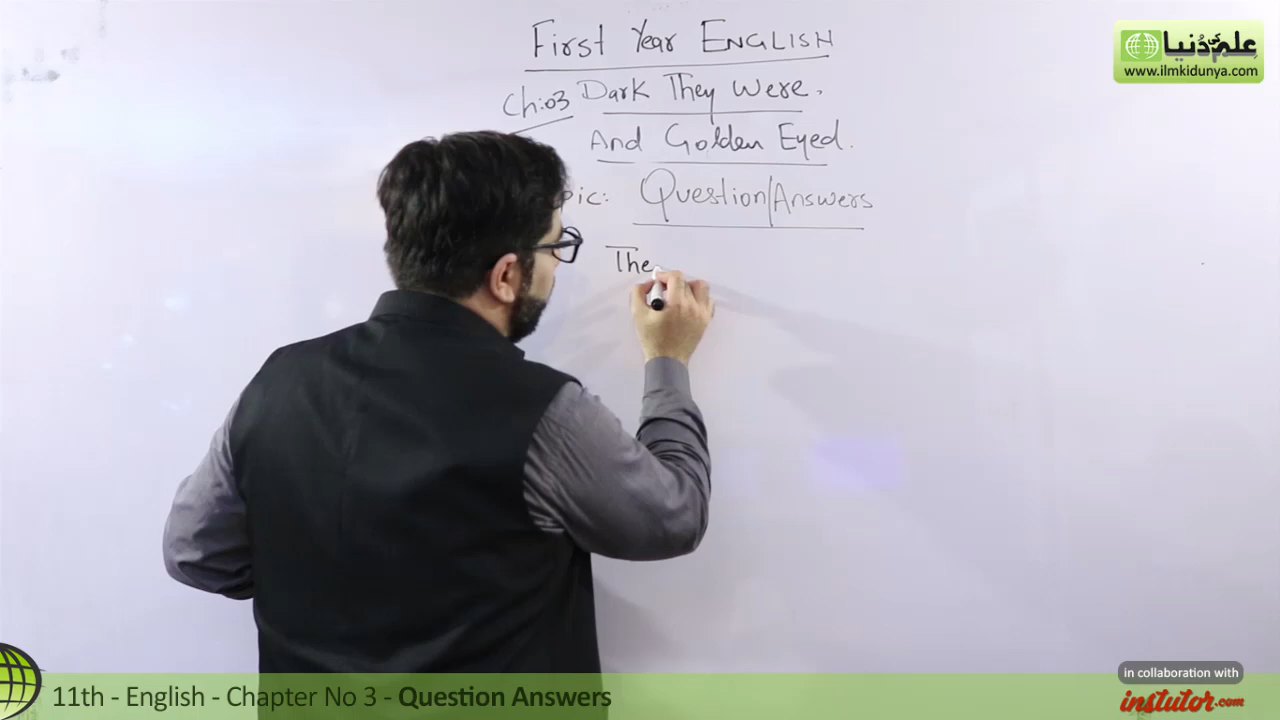 First Year ENGLISH
Ch:03 Dark They Were.
And Golden Eyed.
pic: Question/Answers
The
علم کی دُنیا
www.ilmkidunya.com
11th - English - Chapter No 3 - Question Answers
in collaboration with
instutor.com